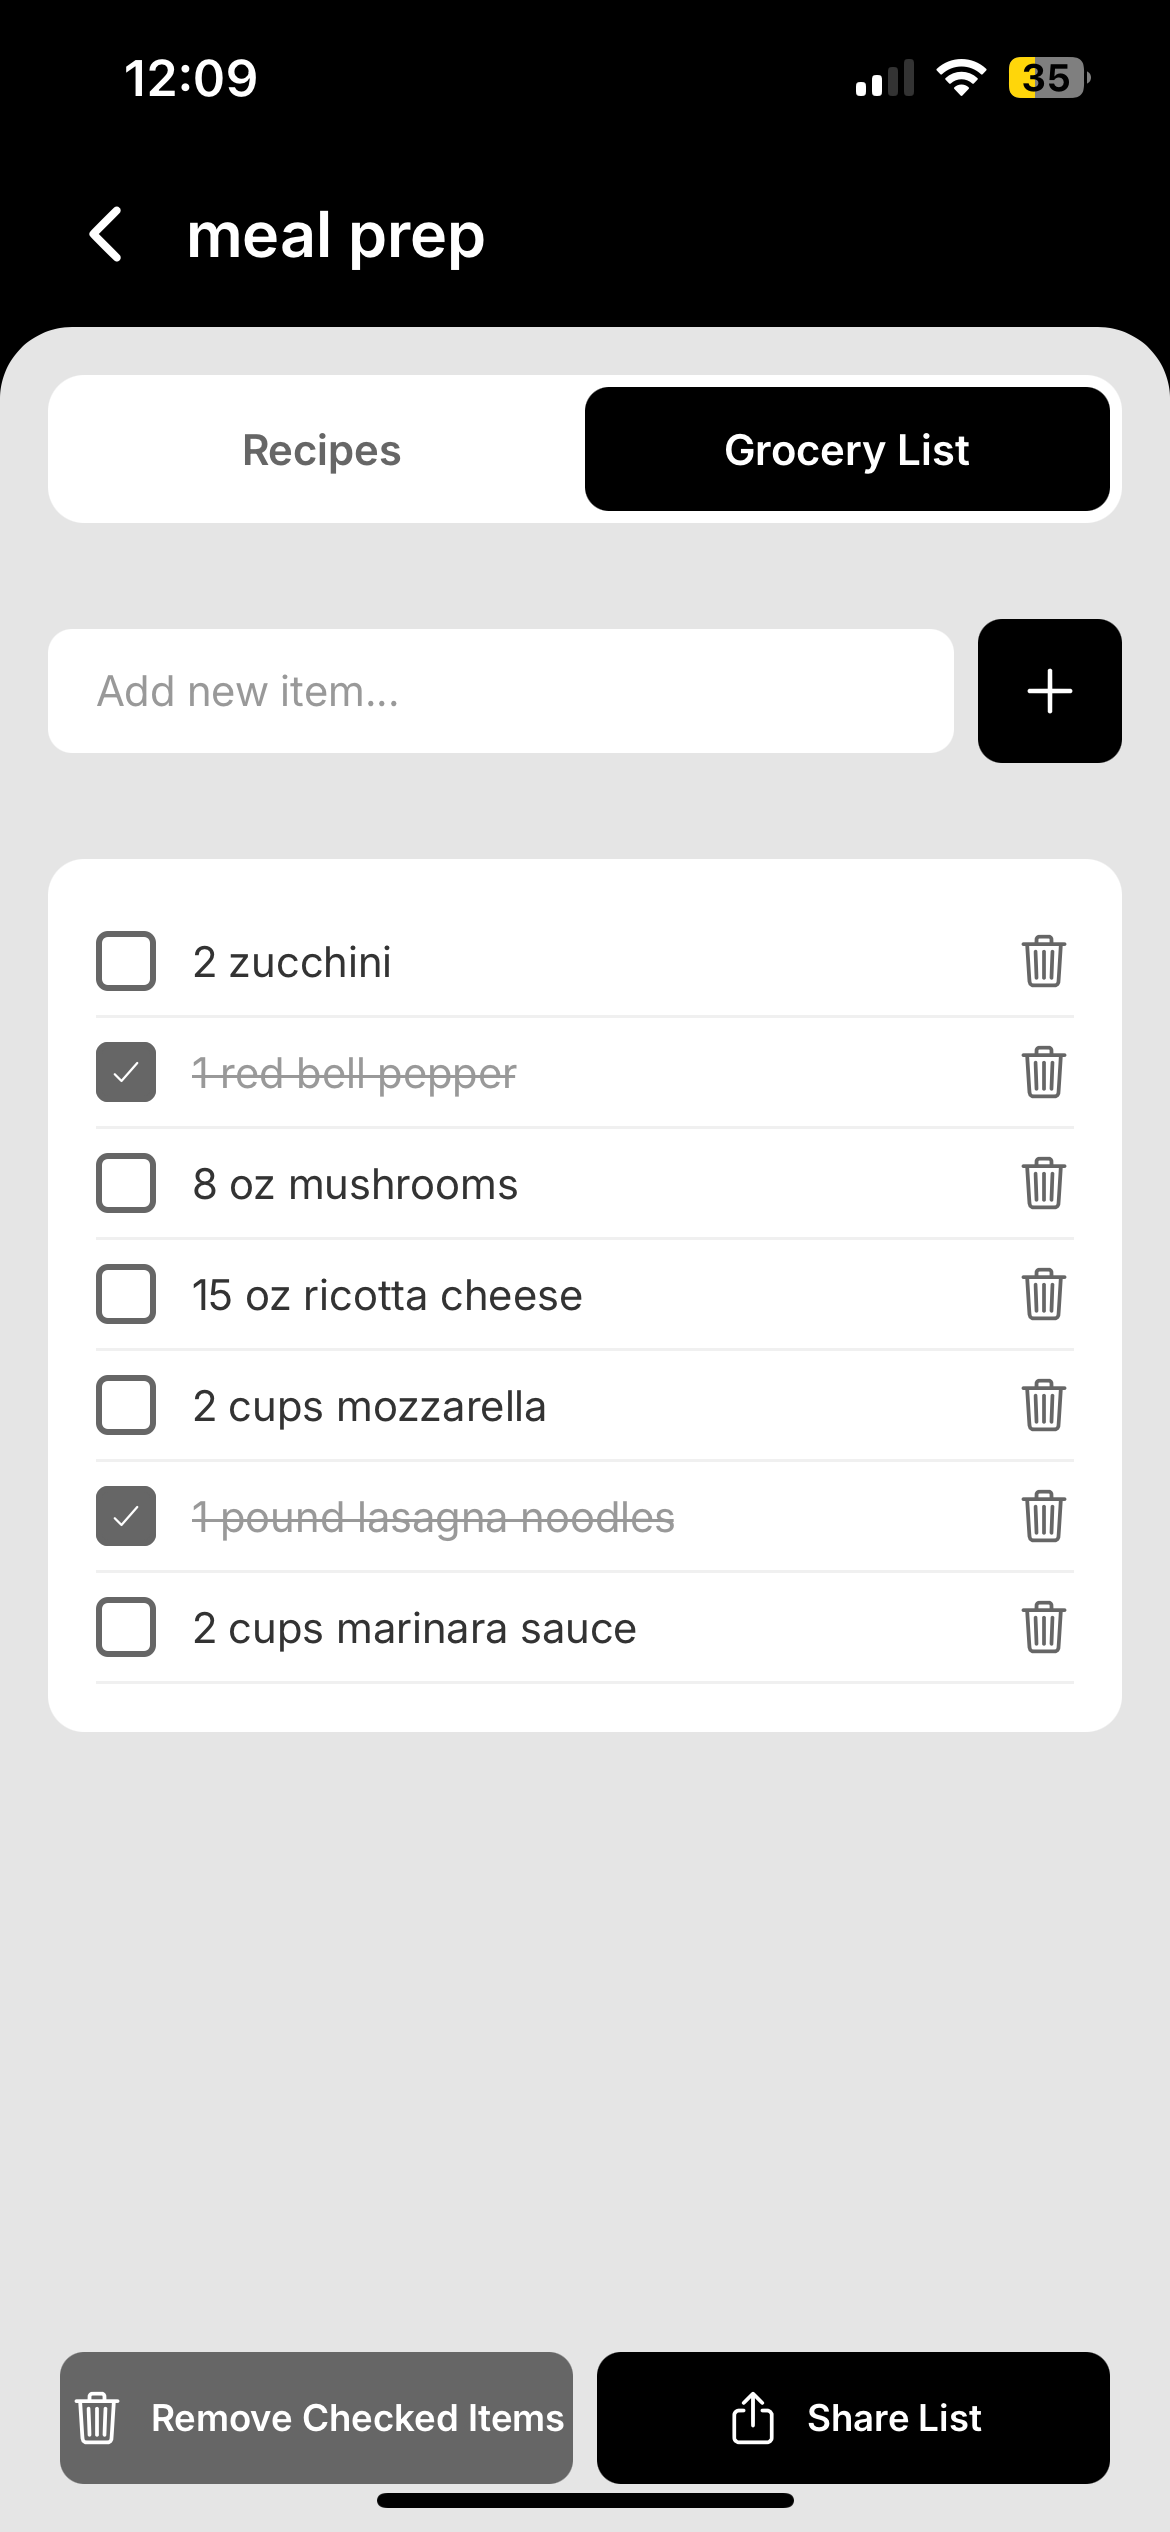 12:09
35
meal prep
Recipes
Grocery List
Add new item...
2 zucchini
1 red bell pepper
8 oz mushrooms
15 oz ricotta cheese
2 cups mozzarella
1 pound lasagna noodles
2 cups marinara sauce
Remove Checked Items
Share List